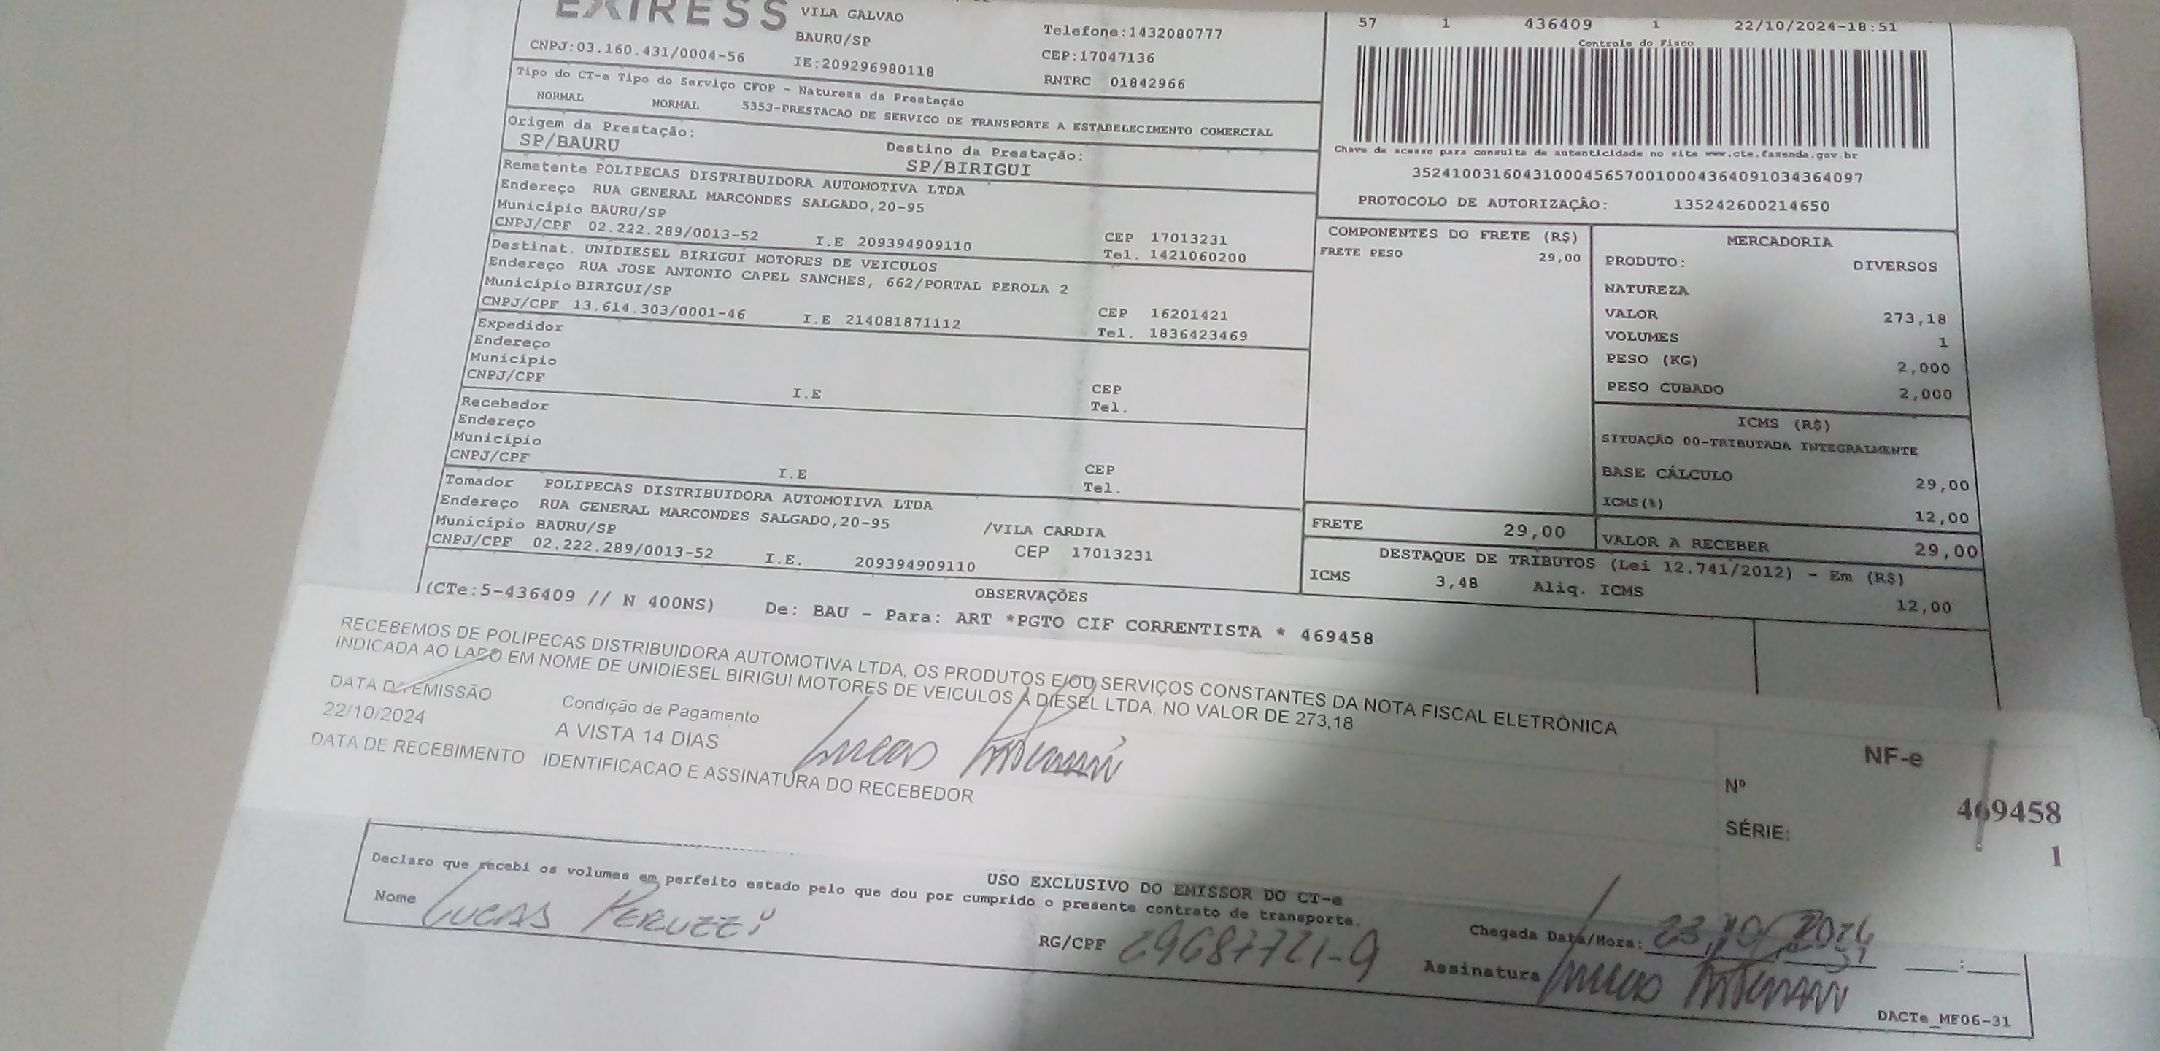 EXPRESS
VILA GALVAO
BAURU/SP
Telefone:1432080777
CNPJ:03.160.431/0004-56
IE:209296980118
CEP:17047136
RNTRC 01842966
57 1 436409 1 22/10/2024-18:51
Controle do Fisco
Tipo do CT-e Tipo do Serviço CFOP - Natureza da Prestação
NORMAL NORMAL 5353-PRESTACAO DE SERVICO DE TRANSPORTE A ESTABELECIMENTO COMERCIAL
Chave de acesso para consulta de autenticidade no site www.cte.fazenda.gov.br
35241003160431000456570010004364091034364097
PROTOCOLO DE AUTORIZAÇÃO: 135242600214650
Origem da Prestação: Destino da Prestação:
SP/BAURU SP/BIRIGUI
Remetente POLIPECAS DISTRIBUIDORA AUTOMOTIVA LTDA
Endereço RUA GENERAL MARCONDES SALGADO,20-95
Município BAURU/SP CEP 17013231
CNPJ/CPF 02.222.289/0013-52 I.E 209394909110 Tel. 1421060200
Destinat. UNIDIESEL BIRIGUI MOTORES DE VEICULOS
Endereço RUA JOSE ANTONIO CAPEL SANCHES, 662/PORTAL PEROLA 2
Município BIRIGUI/SP CEP 16201421
CNPJ/CPF 13.614.303/0001-46 I.E 214081871112 Tel. 1836423469
Expedidor
Endereço
Município CEP
CNPJ/CPF I.E Tel.
Recebedor
Endereço
Município CEP
CNPJ/CPF I.E Tel.
Tomador POLIPECAS DISTRIBUIDORA AUTOMOTIVA LTDA
Endereço RUA GENERAL MARCONDES SALGADO,20-95 /VILA CARDIA
Município BAURU/SP CEP 17013231
CNPJ/CPF 02.222.289/0013-52 I.E. 209394909110
COMPONENTES DO FRETE (R$)
FRETE PESO 29,00
MERCADORIA
PRODUTO: DIVERSOS
NATUREZA
VALOR 273,18
VOLUMES 1
PESO (KG) 2,000
PESO CUBADO 2,000
ICMS (R$)
SITUAÇÃO 00-TRIBUTADA INTEGRALMENTE
BASE CÁLCULO 29,00
ICMS(%) 12,00
FRETE 29,00 VALOR A RECEBER 29,00
DESTAQUE DE TRIBUTOS (Lei 12.741/2012) - Em (R$)
ICMS 3,48 Aliq. ICMS 12,00
OBSERVAÇÕES
(CTe:5-436409 // N 400NS) De: BAU - Para: ART *PGTO CIF CORRENTISTA * 469458
RECEBEMOS DE POLIPECAS DISTRIBUIDORA AUTOMOTIVA LTDA, OS PRODUTOS E/OU SERVIÇOS CONSTANTES DA NOTA FISCAL ELETRÔNICA
INDICADA AO LADO EM NOME DE UNIDIESEL BIRIGUI MOTORES DE VEICULOS A DIESEL LTDA, NO VALOR DE 273,18
DATA DA EMISSÃO Condição de Pagamento
22/10/2024 A VISTA 14 DIAS
DATA DE RECEBIMENTO IDENTIFICACAO E ASSINATURA DO RECEBEDOR
NF-e
Nº 469458
SÉRIE: 1
USO EXCLUSIVO DO EMISSOR DO CT-e
Declaro que recebi os volumes em perfeito estado pelo que dou por cumprido o presente contrato de transporte.
Nome Lucas Peruzzi
RG/CPF 29687721-9
Chegada Data/Hora: 23/10/2024
Assinatura
DACTe_MF06-31